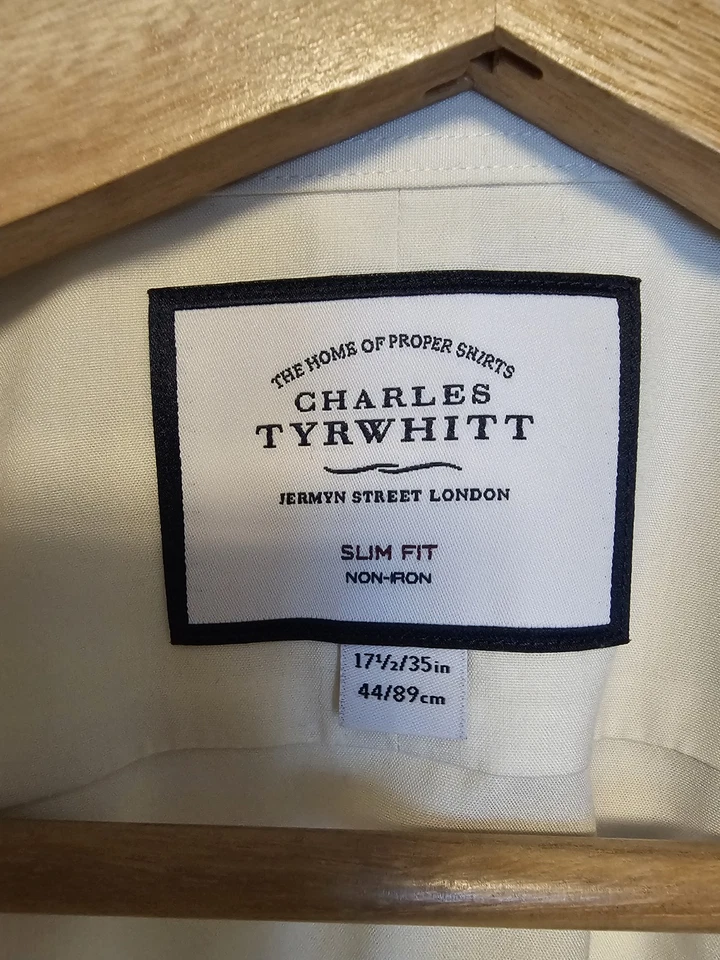 THE HOME OF PROPER SHIRTS
CHARLES
TYRWHITT
JERMYN STREET LONDON
SLIM FIT
NON-IRON
17½/35in
44/89cm